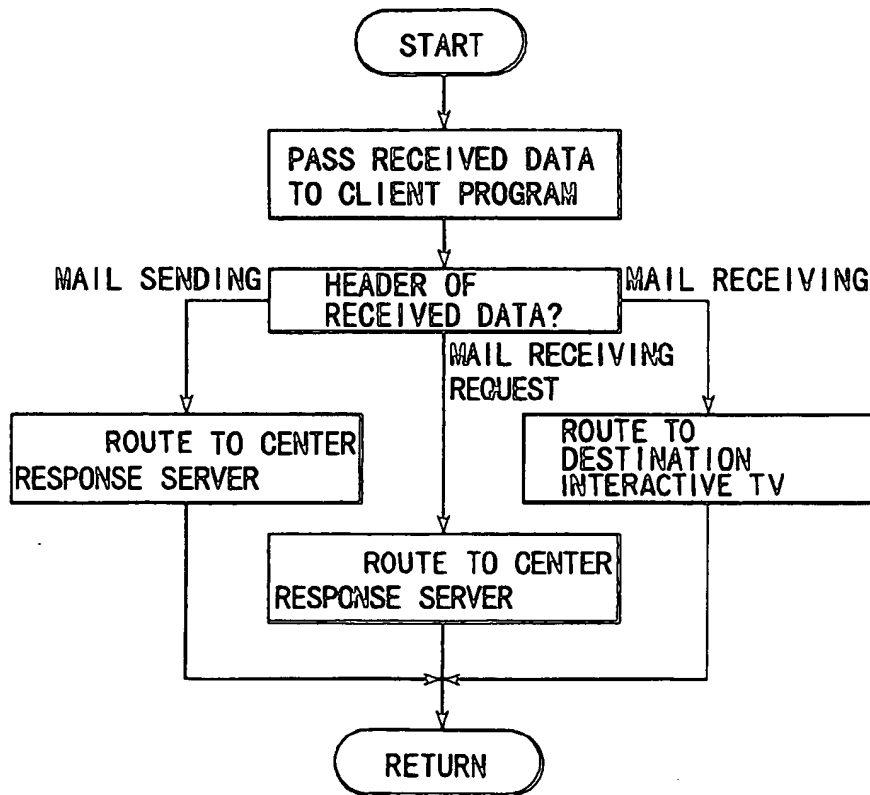 START
PASS RECEIVED DATA
TO CLIENT PROGRAM
MAIL SENDING
HEADER OF
RECEIVED DATA?
MAIL RECEIVING
MAIL RECEIVING
REQUEST
ROUTE TO CENTER
RESPONSE SERVER
ROUTE TO
DESTINATION
INTERACTIVE TV
ROUTE TO CENTER
RESPONSE SERVER
RETURN